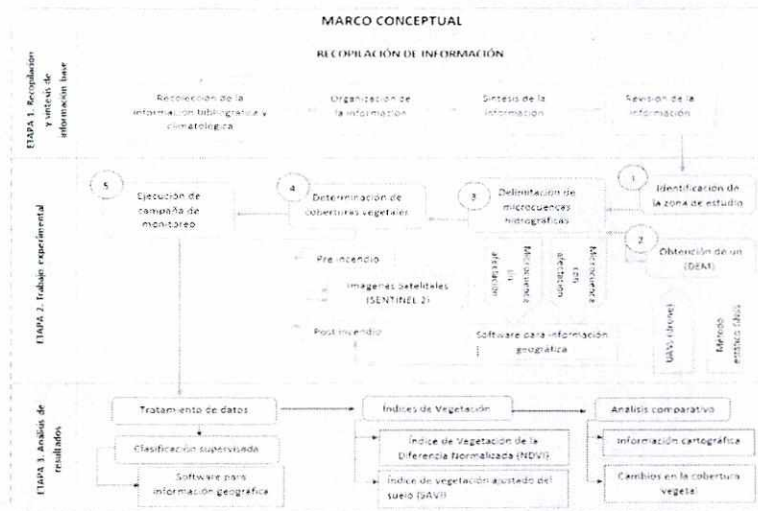 MARCO CONCEPTUAL
RECOPILACIÓN DE INFORMACIÓN
ETAPA 1. Recopilación
y síntesis de
información base
Recolección de la
información bibliográfica y
climatológica
Organización de
la información
Síntesis de la
información
Revisión de la
información
ETAPA 2. Trabajo experimental
5
Ejecución de
campaña de
monitoreo
4
Determinación de
coberturas vegetales
3
Delimitación de
microcuencas
hidrográficas
1
Identificación de
la zona de estudio
2
Obtención de un
(DEM)
Pre incendio
Imágenes Satelitales
(SENTINEL 2)
Post incendio
Microcuenca
sin
afectación
Microcuenca
con
afectación
Software para información
geográfica
UAVs (drone)
Método
estático GNSS
ETAPA 3. Análisis de
resultados
Tratamiento de datos
Clasificación supervisada
Software para
información geográfica
Índices de Vegetación
Índice de Vegetación de la
Diferencia Normalizada (NDVI)
Índice de vegetación ajustado del
suelo (SAVI)
Análisis comparativo
Información cartográfica
Cambios en la cobertura
vegetal